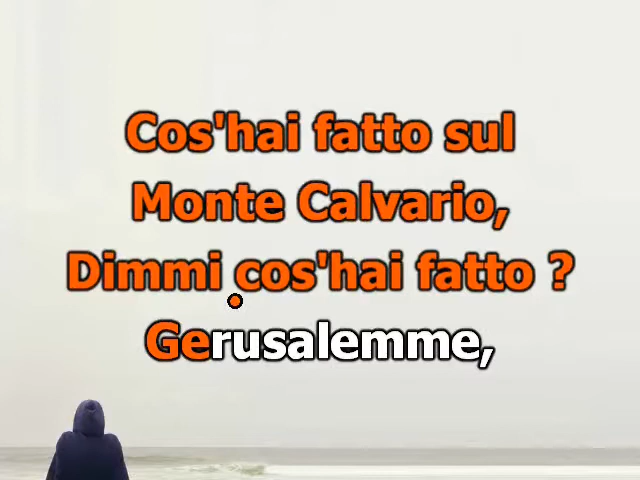 Cos'hai fatto sul
Monte Calvario,
Dimmi cos'hai fatto ?
Gerusalemme,